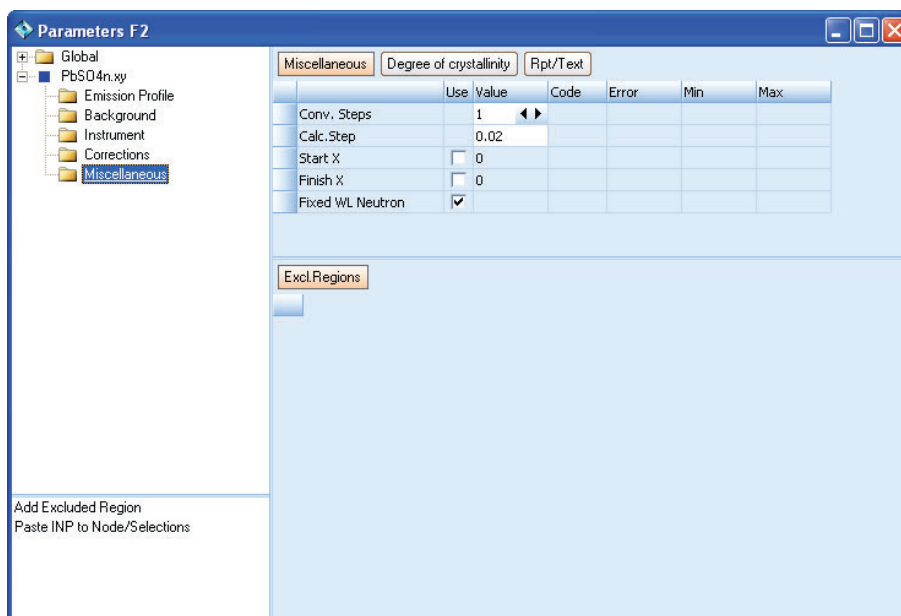 Parameters F2
Global
PbSO4n.xy
Emission Profile
Background
Instrument
Corrections
Miscellaneous
Add Excluded Region
Paste INP to Node/Selections
Miscellaneous Degree of crystallinity Rpt/Text
Use Value Code Error Min Max
Conv. Steps 1
Calc.Step 0.02
Start X 0
Finish X 0
Fixed WL Neutron
Excl.Regions